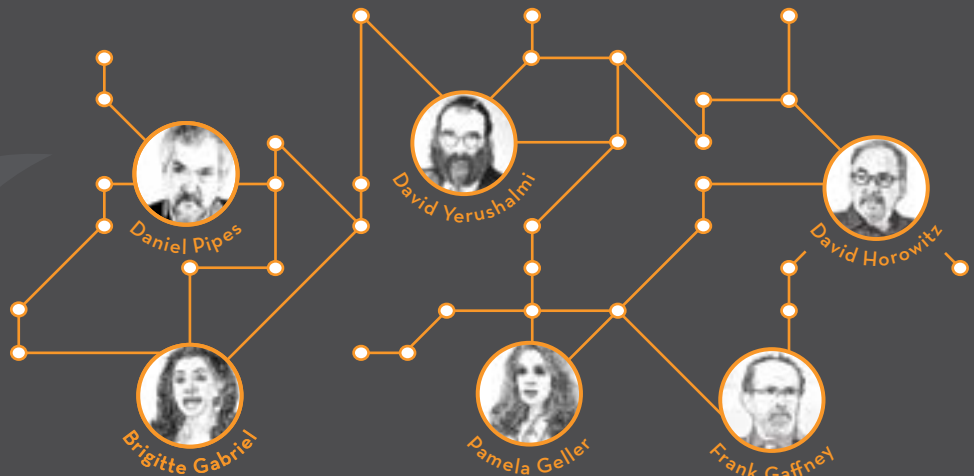 David Yerushalmi
Daniel Pipes
David Horowitz
Brigitte Gabriel
Pamela Geller
Frank Gaffney